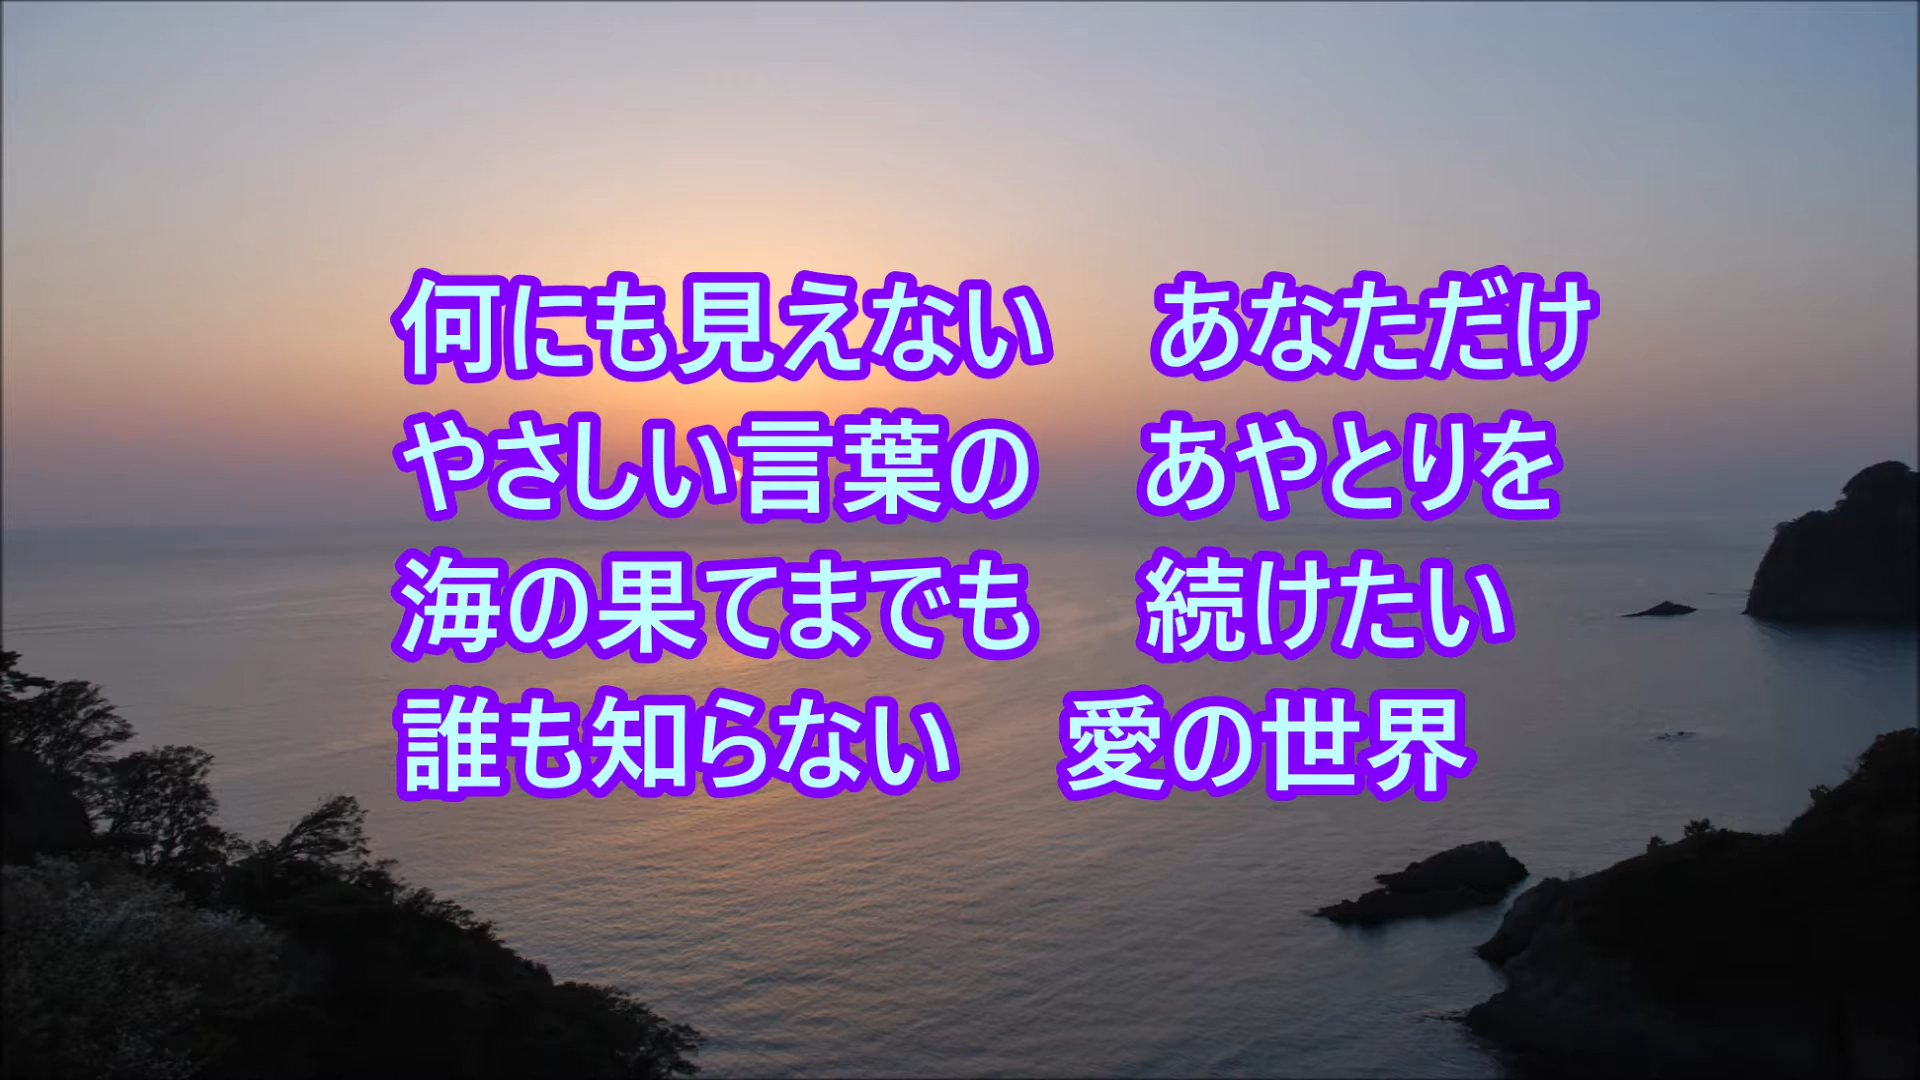 何にも見えない　あなただけ
やさしい言葉の　あやとりを
海の果てまでも　続けたい
誰も知らない　愛の世界